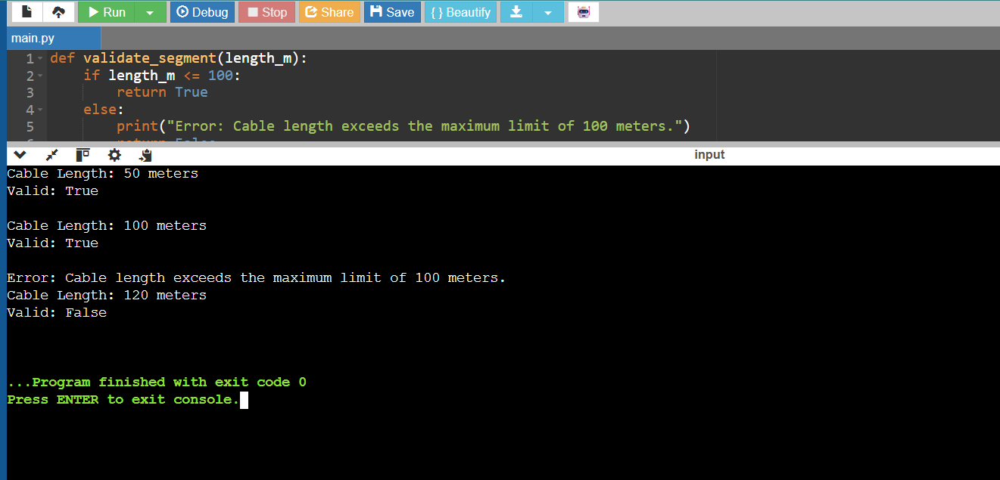 Run Debug Stop Share Save { } Beautify
main.py
1 def validate_segment(length_m):
2 if length_m <= 100:
3 return True
4 else:
5 print("Error: Cable length exceeds the maximum limit of 100 meters.")
input
Cable Length: 50 meters
Valid: True
Cable Length: 100 meters
Valid: True
Error: Cable length exceeds the maximum limit of 100 meters.
Cable Length: 120 meters
Valid: False
...Program finished with exit code 0
Press ENTER to exit console.